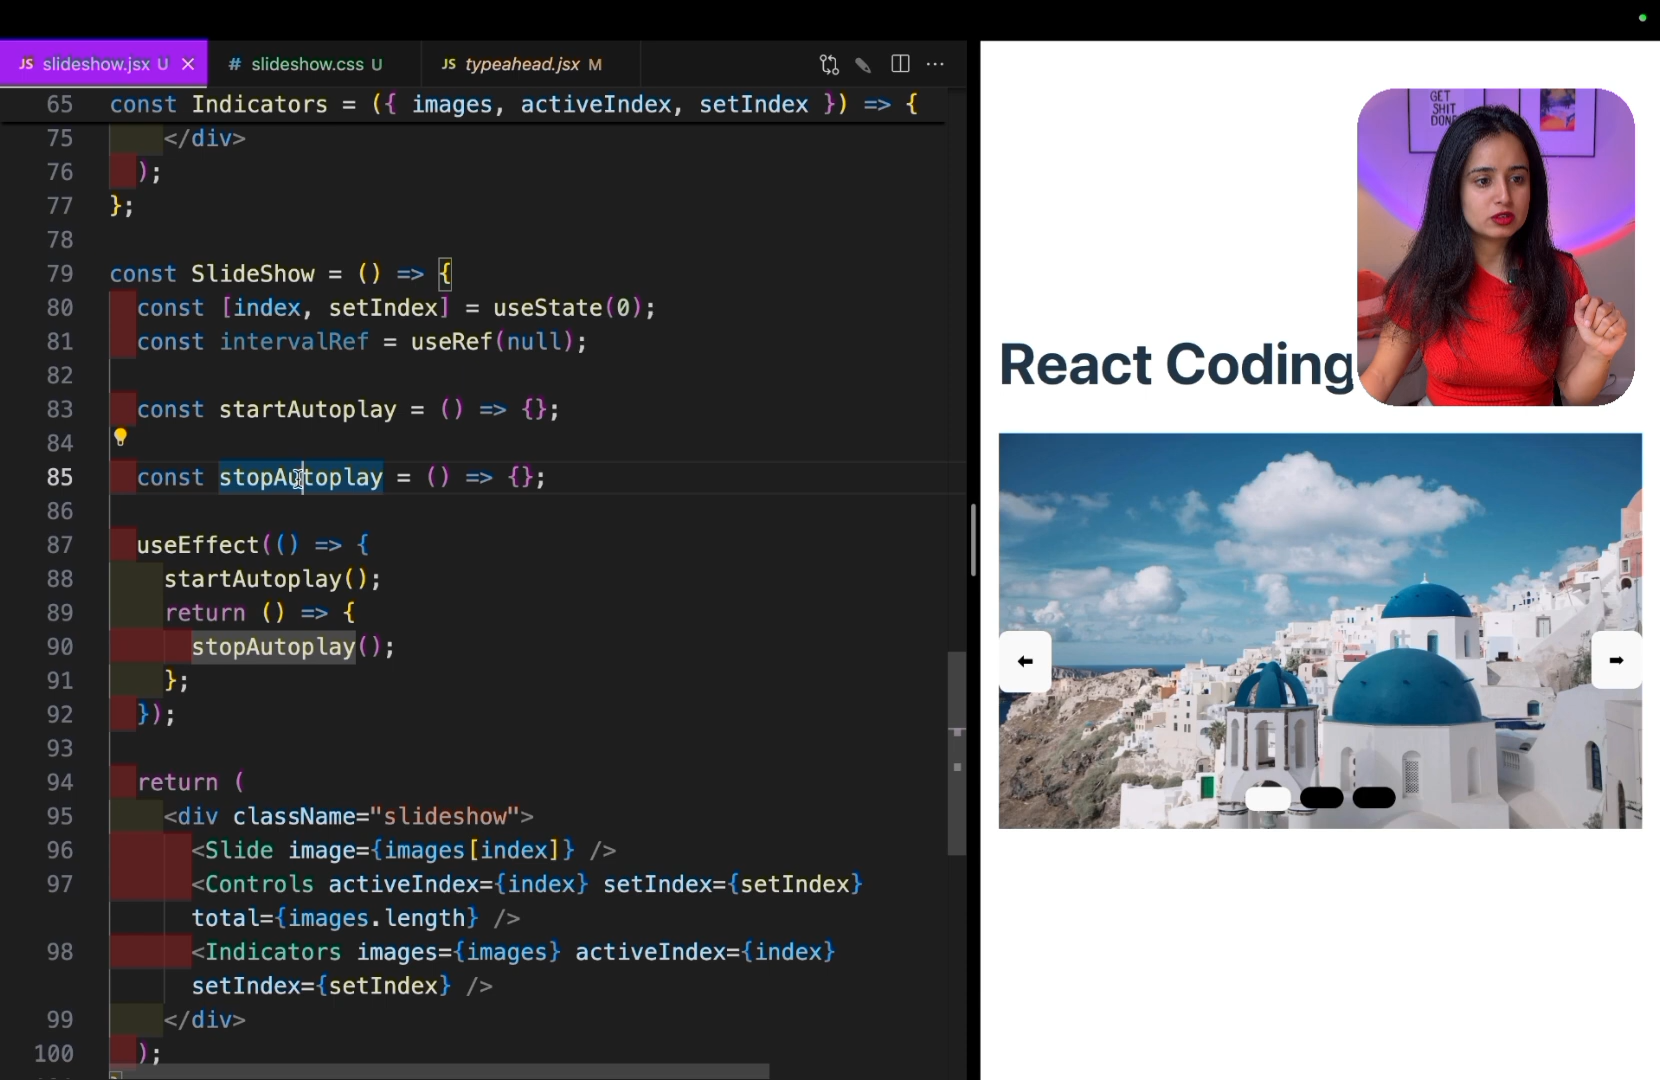 JS slideshow.jsx U
# slideshow.css U
JS typeahead.jsx M
65 const Indicators = ({ images, activeIndex, setIndex }) => {
75 </div>
76 );
77 };
78
79 const SlideShow = () => {
80 const [index, setIndex] = useState(0);
81 const intervalRef = useRef(null);
82
83 const startAutoplay = () => {};
84
85 const stopAutoplay = () => {};
86
87 useEffect(() => {
88 startAutoplay();
89 return () => {
90 stopAutoplay();
91 };
92 });
93
94 return (
95 <div className="slideshow">
96 <Slide image={images[index]} />
97 <Controls activeIndex={index} setIndex={setIndex}
total={images.length} />
98 <Indicators images={images} activeIndex={index}
setIndex={setIndex} />
99 </div>
100 );
GET
SHIT
DONE
React Coding